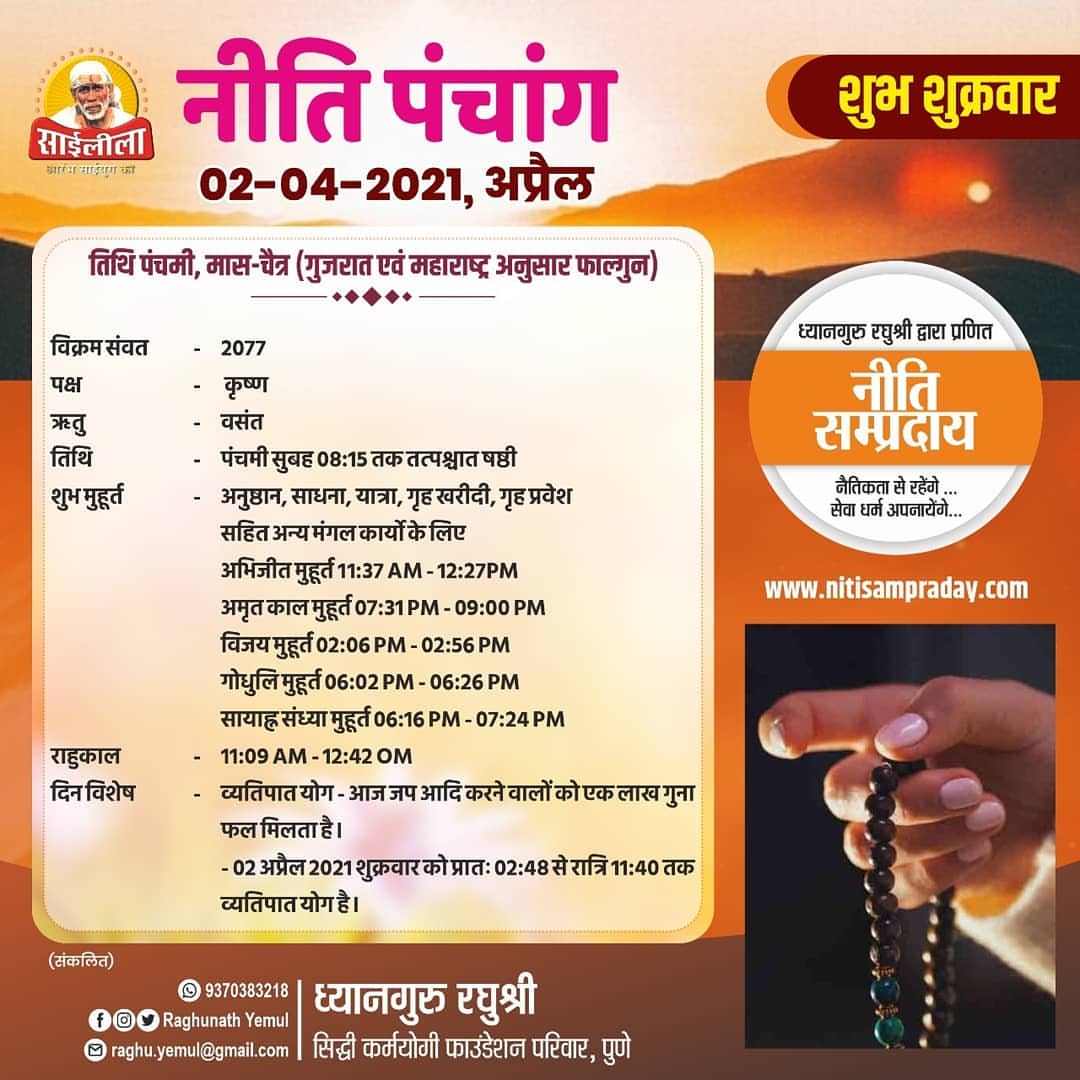 साईलीला
आरंभ साईयुग का
नीति पंचांग
02-04-2021, अप्रैल
शुभ शुक्रवार
तिथि पंचमी, मास-चैत्र (गुजरात एवं महाराष्ट्र अनुसार फाल्गुन)
विक्रम संवत - 2077
पक्ष - कृष्ण
ऋतु - वसंत
तिथि - पंचमी सुबह 08:15 तक तत्पश्चात षष्ठी
शुभ मुहूर्त - अनुष्ठान, साधना, यात्रा, गृह खरीदी, गृह प्रवेश
सहित अन्य मंगल कार्यो के लिए
अभिजीत मुहूर्त 11:37 AM - 12:27PM
अमृत काल मुहूर्त 07:31 PM - 09:00 PM
विजय मुहूर्त 02:06 PM - 02:56 PM
गोधुलि मुहूर्त 06:02 PM - 06:26 PM
सायाह्न संध्या मुहूर्त 06:16 PM - 07:24 PM
राहुकाल - 11:09 AM - 12:42 OM
दिन विशेष - व्यतिपात योग - आज जप आदि करने वालों को एक लाख गुना
फल मिलता है।
- 02 अप्रैल 2021 शुक्रवार को प्रातः 02:48 से रात्रि 11:40 तक
व्यतिपात योग है।
ध्यानगुरु रघुश्री द्वारा प्रणित
नीति
सम्प्रदाय
नैतिकता से रहेंगे ...
सेवा धर्म अपनायेंगे...
www.nitisampraday.com
(संकलित)
9370383218
Raghunath Yemul
raghu.yemul@gmail.com
ध्यानगुरु रघुश्री
सिद्धी कर्मयोगी फाउंडेशन परिवार, पुणे